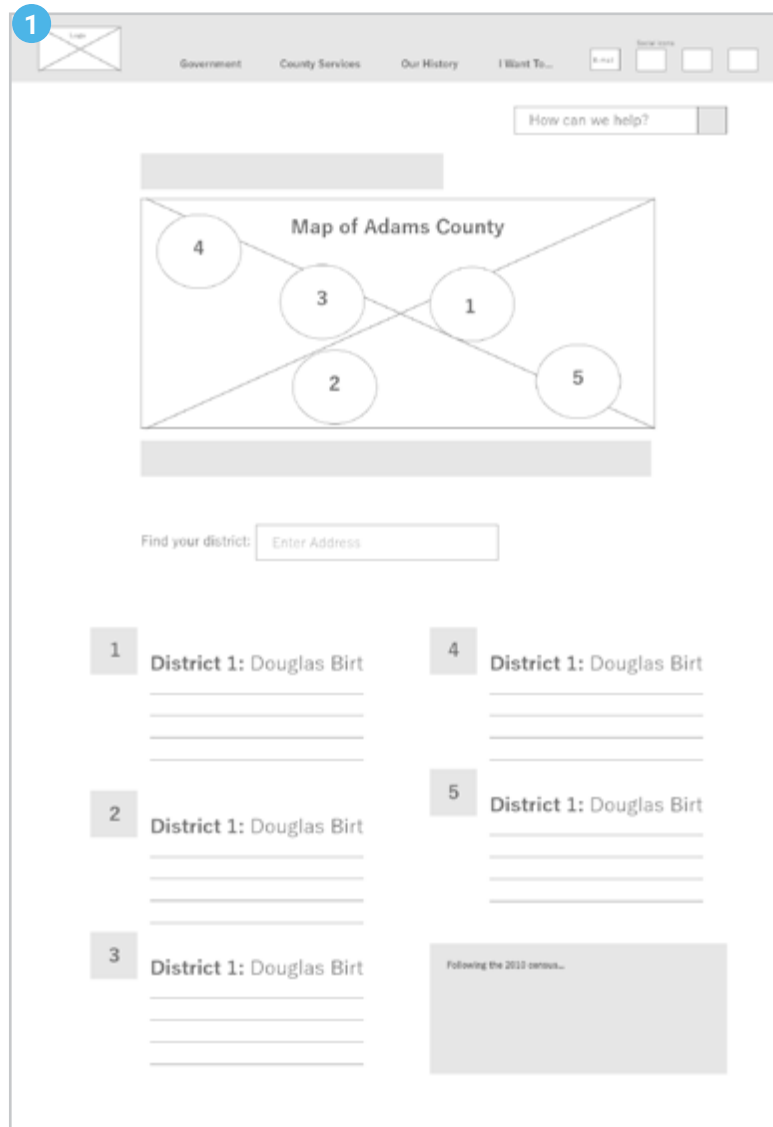 1
Logo
Social icons
Government County Services Our History I Want To... E-mail
How can we help?
Map of Adams County
4
3
1
2
5
Find your district: Enter Address
1
District 1: Douglas Birt
2
District 1: Douglas Birt
3
District 1: Douglas Birt
4
District 1: Douglas Birt
5
District 1: Douglas Birt
Following the 2010 census...